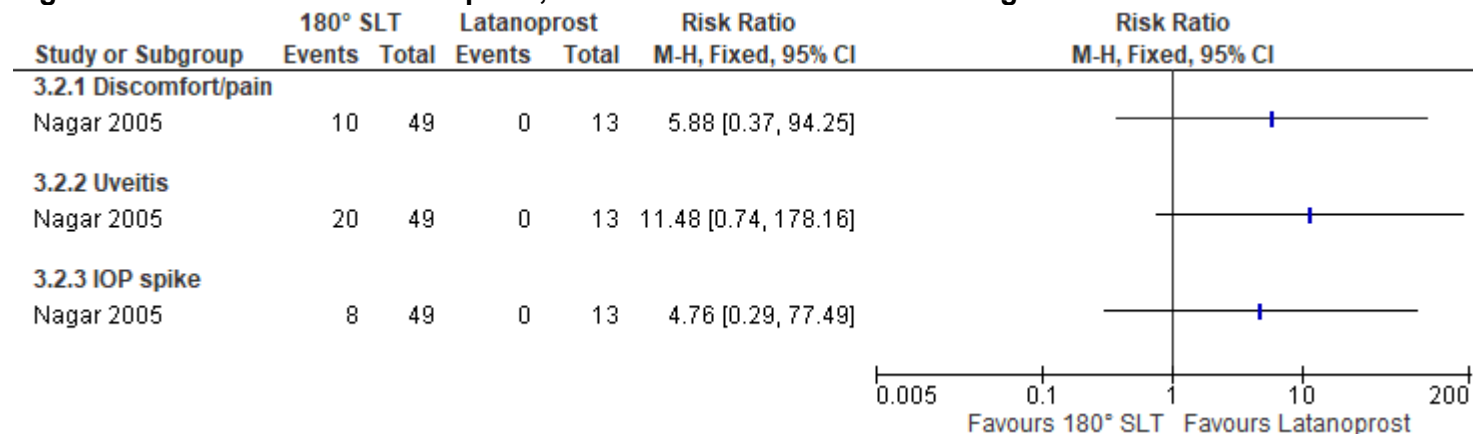 180° SLT Latanoprost Risk Ratio Risk Ratio
Study or Subgroup Events Total Events Total M-H, Fixed, 95% CI M-H, Fixed, 95% CI
3.2.1 Discomfort/pain
Nagar 2005 10 49 0 13 5.88 [0.37, 94.25]
3.2.2 Uveitis
Nagar 2005 20 49 0 13 11.48 [0.74, 178.16]
3.2.3 IOP spike
Nagar 2005 8 49 0 13 4.76 [0.29, 77.49]
0.005 0.1 1 10 200
Favours 180° SLT Favours Latanoprost